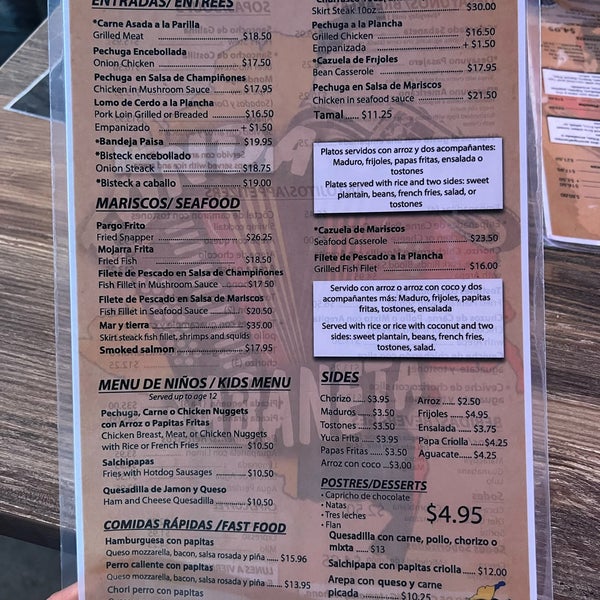 ENTRADAS/ ENTREES
*Carne Asada a la Parilla
Grilled Meat ........ $18.50
Pechuga Encebollada
Onion Chicken ........ $17.50
Pechuga en Salsa de Champiñones
Chicken in Mushroom Sauce ........ $17.95
Lomo de Cerdo a la Plancha
Pork Loin Grilled or Breaded ........ $16.50
Empanizado ........ + $1.50
*Bandeja Paisa ........ $19.95
*Bisteck encebollado
Onion Steack ........ $18.75
*Bisteck a caballo ........ $19.00
MARISCOS/ SEAFOOD
Pargo Frito
Fried Snapper ........ $26.25
Mojarra Frita
Fried Fish ........ $18.50
Filete de Pescado en Salsa de Champiñones
Fish Fillet in Mushroom Sauce ........ $17.50
Filete de Pescado en Salsa de Mariscos
Fish Fillet in Seafood Sauce ........ $20.50
Mar y tierra ........ $35.00
Skirt steack fish fillet, shrimps and squids
Smoked salmon ........ $17.95
MENU DE NIÑOS / KIDS MENU
Served up to age 12
Pechuga, Carne o Chicken Nuggets
con Arroz o Papitas Fritas
Chicken Breast, Meat, or Chicken Nuggets
with Rice or French Fries ........ $10.50
Salchipapas
Fries with Hotdog Sausages ........ $10.50
Quesadilla de Jamon y Queso
Ham and Cheese Quesadilla ........ $10.50
COMIDAS RÁPIDAS /FAST FOOD
Hamburguesa con papitas
Queso mozzarella, bacon, salsa rosada y piña ..... $15.96
Perro caliente con papitas
Queso mozzarella, bacon, salsa rosada y piña ..... $13.95
Chori perro con papitas
Skirt Steak 10oz ........ $30.00
Pechuga a la Plancha
Grilled Chicken ........ $16.50
Empanizada ........ + $1.50
*Cazuela de Frijoles
Bean Casserole ........ $17.95
Pechuga en Salsa de Mariscos
Chicken in seafood sauce ........ $21.50
Tamal ..... $11.25
Platos servidos con arroz y dos acompañantes:
Maduro, frijoles, papas fritas, ensalada o
tostones
Plates served with rice and two sides: sweet
plantain, beans, french fries, salad, or
tostones
*Cazuela de Mariscos
Seafood Casserole ........ $23.50
Filete de Pescado a la Plancha
Grilled Fish Filet ........ $16.00
Servido con arroz o arroz con coco y dos
acompañantes más: Maduro, frijoles, papitas
fritas, tostones, ensalada
Served with rice or rice with coconut and two
sides: sweet plantain, beans, french fries,
tostones, salad.
SIDES
Chorizo ..... $3.95
Maduros ..... $3.50
Tostones ..... $3.50
Yuca Frita ..... $3.95
Papas Fritas ..... $3.50
Arroz con coco ...$3.00
Arroz ..... $2.50
Frijoles ..... $4.95
Ensalada ..... $3.75
Papa Criolla .....$4.25
Aguacate.....$4.25
POSTRES/DESSERTS
• Capricho de chocolate
• Natas
• Tres leches
• Flan
$4.95
Quesadilla con carne, pollo, chorizo o
mixta ..... $13
Salchipapa con papitas criolla ..... $12.00
Arepa con queso y carne
picada ........ $10.25